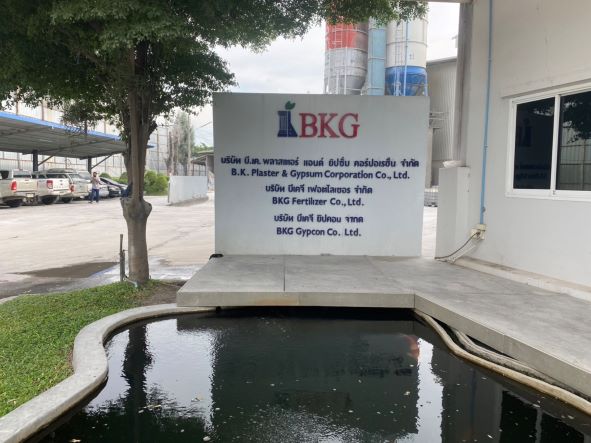 BKG
บริษัท บี.เค. พลาสเตอร์ แอนด์ ยิปซั่ม คอร์ปอเรชั่น จำกัด
B.K. Plaster & Gypsum Corporation Co., Ltd.
บริษัท บีเคจี เฟอตไลเซอร จำกัด
BKG Fertilizer Co., Ltd.
บริษัท บีเคจี ยิปคอน จำกัด
BKG Gypcon Co. Ltd.